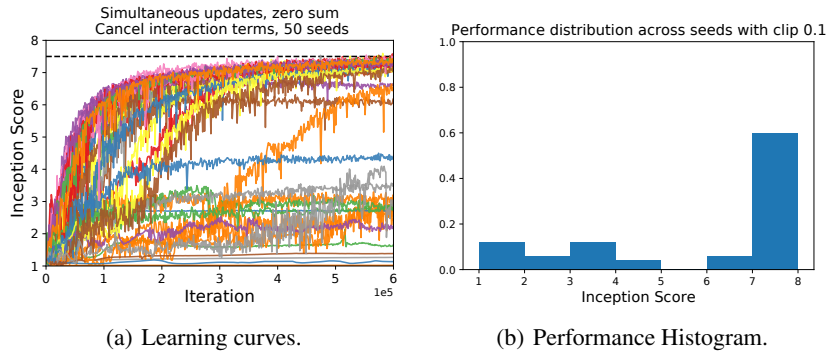 Simultaneous updates, zero sum
Cancel interaction terms, 50 seeds
8
7
6
5
4
3
2
1
Inception Score
0 1 2 3 4 5 6
1e5
Iteration
(a) Learning curves.
Performance distribution across seeds with clip 0.1
1.0
0.8
0.6
0.4
0.2
0.0
1 2 3 4 5 6 7 8
Inception Score
(b) Performance Histogram.